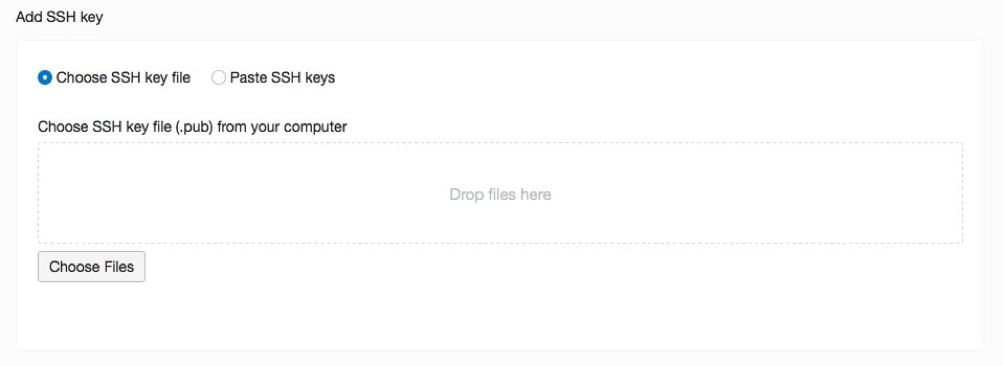 Add SSH key
Choose SSH key file Paste SSH keys
Choose SSH key file (.pub) from your computer
Drop files here
Choose Files